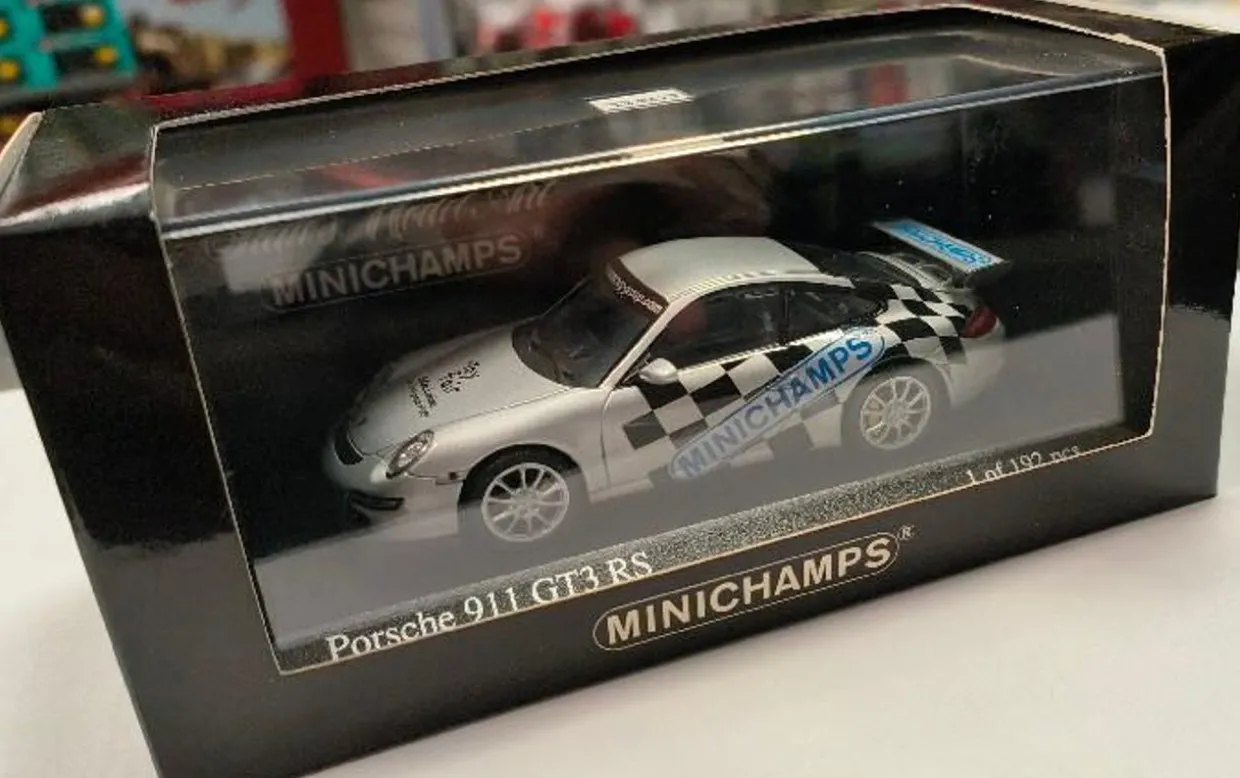 MINICHAMPS
MINICHAMPS
Porsche 911 GT3 RS
1 of 192 pcs
MINICHAMPS®